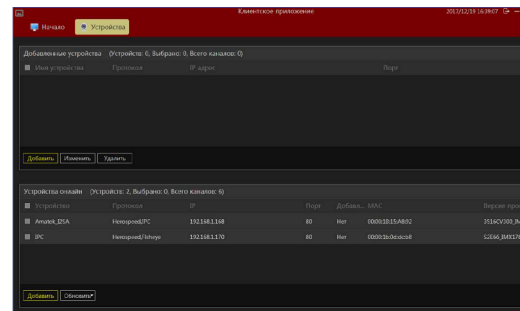 Клиентское приложение
2017/12/19 16:39:07
Начало
Устройства
Добавленные устройства (Устройств: 0, Выбрано: 0, Всего каналов: 0)
Имя устройства Протокол IP адрес Порт
Добавить Изменить Удалить
Устройства онлайн (Устройств: 2, Выбрано: 0, Всего каналов: 6)
Устройство Протокол IP Порт Добавл... MAC Версия про
Herospeed,IPC 192.168.1.168 80 Нет
IPC Herospeed,Fisheye 192.168.1.170 80 Нет
Добавить Обновить